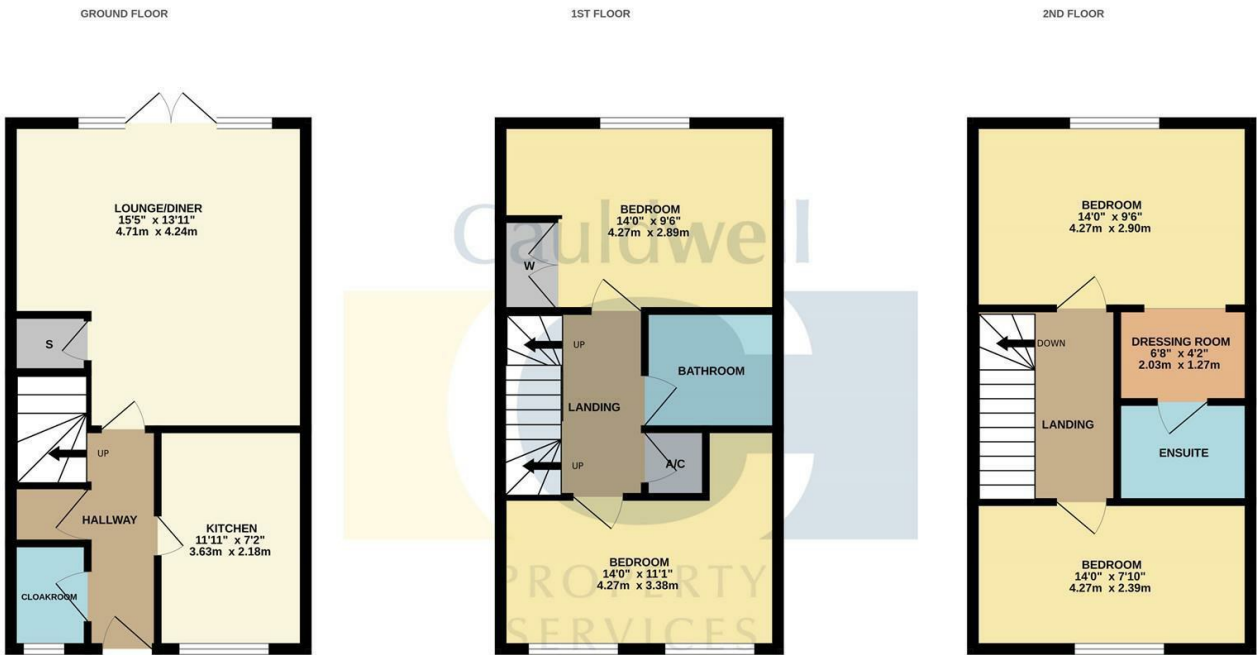 GROUND FLOOR
1ST FLOOR
2ND FLOOR
LOUNGE/DINER
15'5" x 13'11"
4.71m x 4.24m
S
UP
HALLWAY
KITCHEN
11'11" x 7'2"
3.63m x 2.18m
CLOAKROOM
BEDROOM
14'0" x 9'6"
4.27m x 2.89m
W
UP
BATHROOM
LANDING
UP
A/C
BEDROOM
14'0" x 11'1"
4.27m x 3.38m
BEDROOM
14'0" x 9'6"
4.27m x 2.90m
DOWN
DRESSING ROOM
6'8" x 4'2"
2.03m x 1.27m
LANDING
ENSUITE
BEDROOM
14'0" x 7'10"
4.27m x 2.39m
Cauldwell
PROPERTY
SERVICES